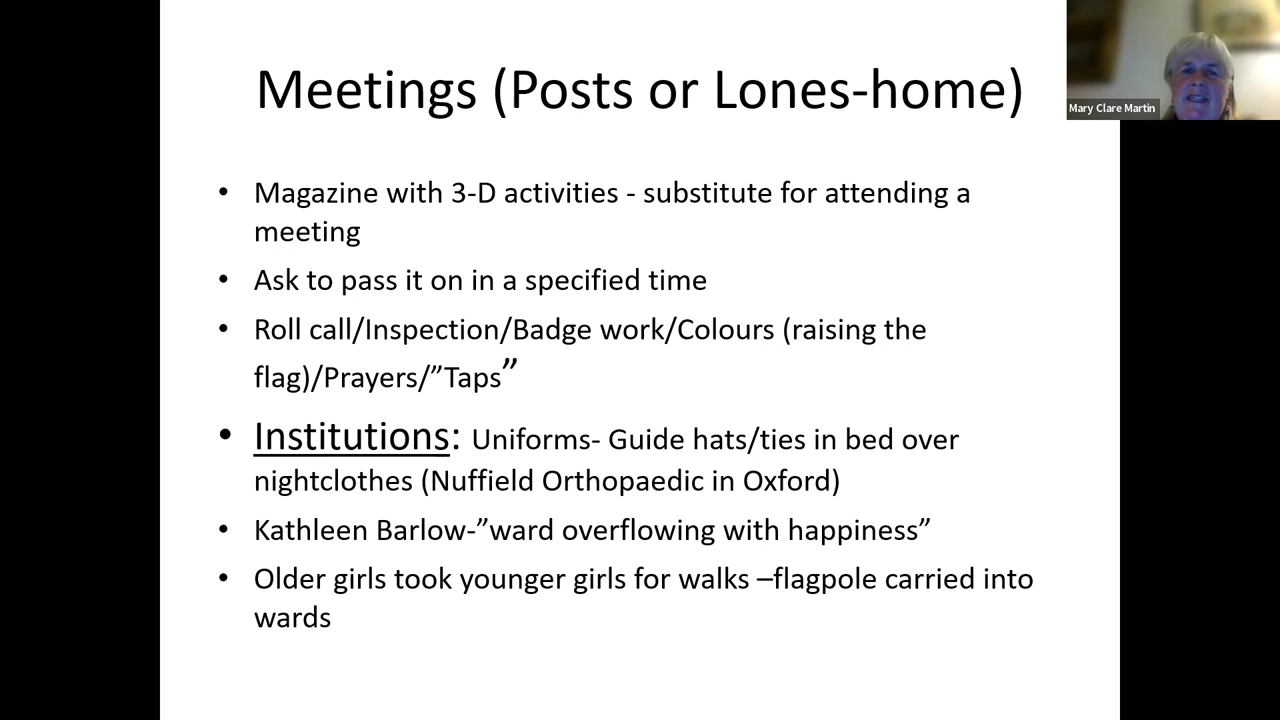 Meetings (Posts or Lones-home)
Mary Clare Martin
• Magazine with 3-D activities - substitute for attending a
meeting
• Ask to pass it on in a specified time
• Roll call/Inspection/Badge work/Colours (raising the
flag)/Prayers/”Taps”
• Institutions: Uniforms- Guide hats/ties in bed over
nightclothes (Nuffield Orthopaedic in Oxford)
• Kathleen Barlow-”ward overflowing with happiness”
• Older girls took younger girls for walks –flagpole carried into
wards